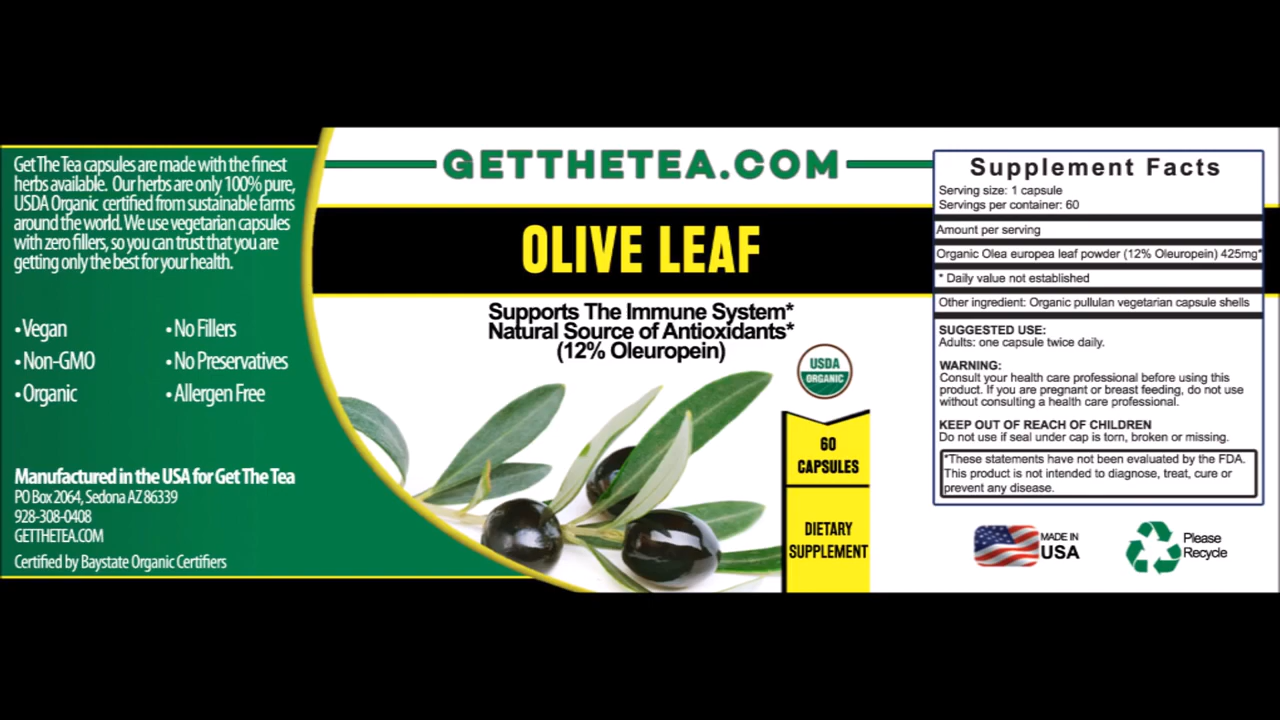 Get The Tea capsules are made with the finest
herbs available. Our herbs are only 100% pure,
USDA Organic certified from sustainable farms
around the world. We use vegetarian capsules
with zero fillers, so you can trust that you are
getting only the best for your health.
• Vegan
• No Fillers
• Non-GMO
• No Preservatives
• Organic
• Allergen Free
Manufactured in the USA for Get The Tea
PO Box 2064, Sedona AZ 86339
928-308-0408
GETTHETEA.COM
Certified by Baystate Organic Certifiers
GETTHETEA.COM
OLIVE LEAF
Supports The Immune System*
Natural Source of Antioxidants*
(12% Oleuropein)
USDA
ORGANIC
60
CAPSULES
DIETARY
SUPPLEMENT
Supplement Facts
Serving size: 1 capsule
Servings per container: 60
Amount per serving
Organic Olea europea leaf powder (12% Oleuropein) 425mg*
* Daily value not established
Other ingredient: Organic pullulan vegetarian capsule shells
SUGGESTED USE:
Adults: one capsule twice daily.
WARNING:
Consult your health care professional before using this
product. If you are pregnant or breast feeding, do not use
without consulting a health care professional.
KEEP OUT OF REACH OF CHILDREN
Do not use if seal under cap is torn, broken or missing.
*These statements have not been evaluated by the FDA.
This product is not intended to diagnose, treat, cure or
prevent any disease.
MADE IN
USA
Please
Recycle